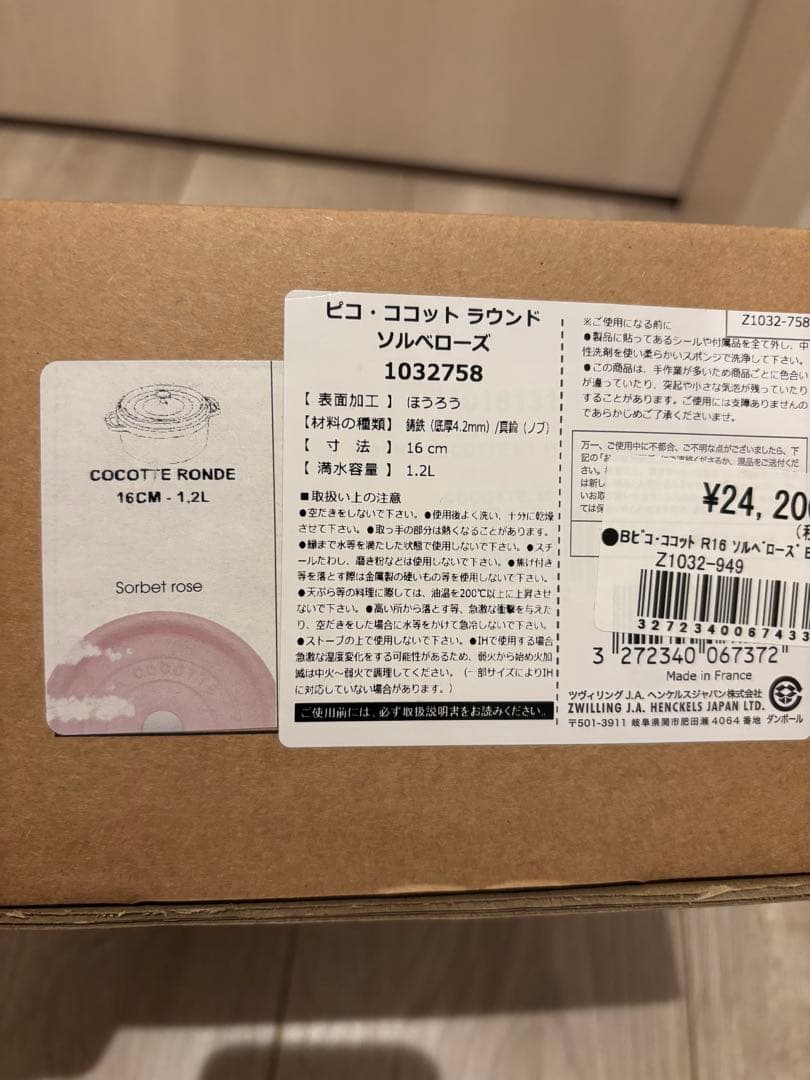 COCOTTE RONDE
16CM - 1,2L
Sorbet rose
ピコ・ココット ラウンド
ソルベローズ
1032758
【 表面加工 】 ほうろう
【材料の種類】 鋳鉄（底厚4.2mm）/真鍮（ノブ）
【 寸 法 】 16 cm
【 満水容量 】 1.2L
■取扱い上の注意
●空だきをしないで下さい。●使用後よく洗い、十分に乾燥
させて下さい。●取っ手の部分は熱くなることがあります。
●縁まで水等を満たした状態で使用しないで下さい。●スチ
ールたわし、磨き粉などは使用しないで下さい。●焦げ付き
等を落とす際は金属製の硬いもの等を使用しないで下さい。
●天ぷら等の料理に際しては、油温を200℃以上に上昇させ
ないで下さい。●高い所から落とす等、急激な衝撃を与えた
り、空だきをした場合に水等をかけて急冷しないで下さい。
●ストーブの上で使用しないで下さい。●IHで使用する場合
急激な温度変化をする可能性があるため、弱火から始め火加
減は中火～弱火で調理してください。（一部サイズによりIH
に対応していない場合があります。）
ご使用前には、必ず取扱説明書をお読みください。
Z1032-758
※ご使用になる前に
●製品に貼ってあるシールや付属品を全て外し、中
性洗剤を使い柔らかいスポンジで洗浄して下さい。
●この商品は、手作業が多いため商品ごとに色合い
が違っていたり、突起や小さな気泡が残っていたり
することがあります。ご使用には支障ありませんの
であらかじめご了承くださいませ。
万一、ご使用中に不都合、ご不明な点がございましたら、下
記の「お
さい。
は新し
いお取
ては保
¥24,20
●Bピコ・ココット R16 ソルベローズ
Z1032-949
3272340067433
3 272340 067372
Made in France
ツヴィリング J.A. ヘンケルスジャパン株式会社
ZWILLING J.A. HENCKELS JAPAN LTD.
〒501-3911 岐阜県関市肥田瀬 4064 番地
ダンボール